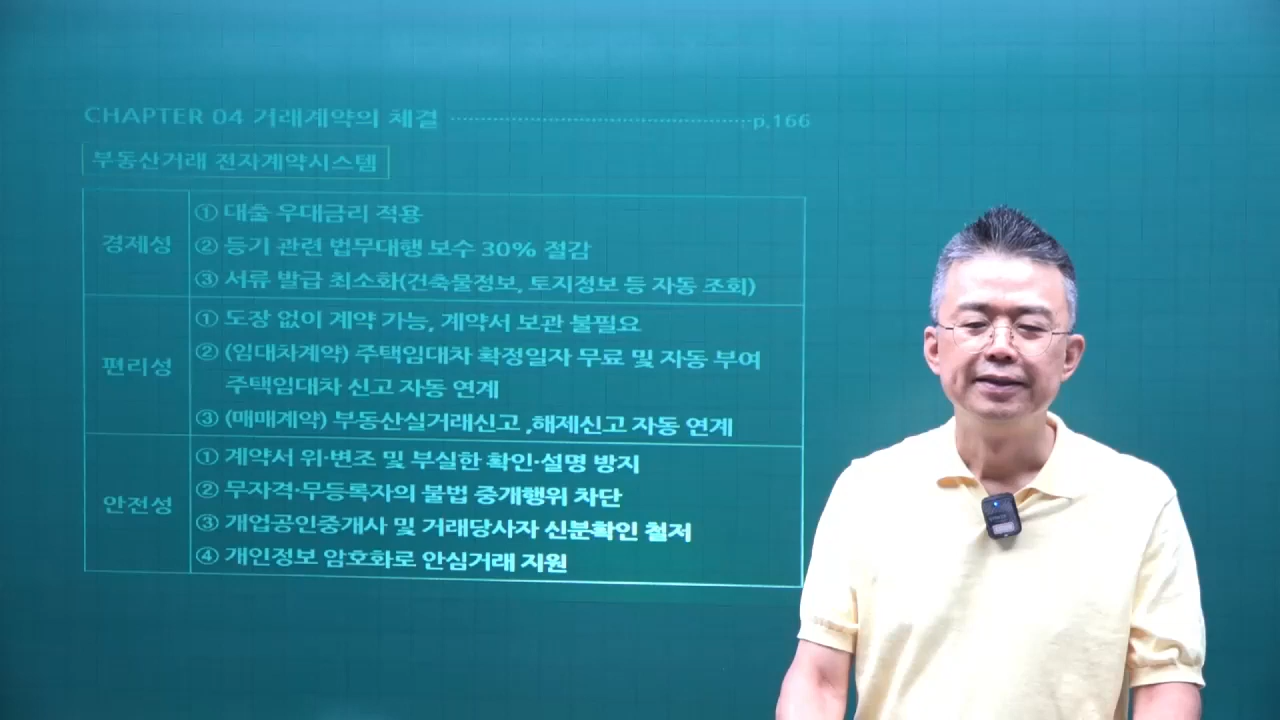 CHAPTER 04 거래계약의 체결 ································ p.166
부동산거래 전자계약시스템
경제성
① 대출 우대금리 적용
② 등기 관련 법무대행 보수 30% 절감
③ 서류 발급 최소화(건축물정보, 토지정보 등 자동 조회)
편리성
① 도장 없이 계약 가능, 계약서 보관 불필요
② (임대차계약) 주택임대차 확정일자 무료 및 자동 부여
주택임대차 신고 자동 연계
③ (매매계약) 부동산실거래신고 ,해제신고 자동 연계
안전성
① 계약서 위·변조 및 부실한 확인·설명 방지
② 무자격·무등록자의 불법 중개행위 차단
③ 개업공인중개사 및 거래당사자 신분확인 철저
④ 개인정보 암호화로 안심거래 지원